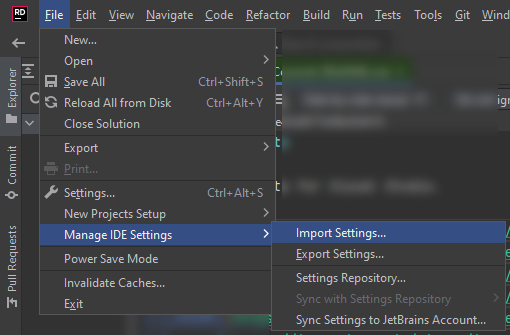 RD File Edit View Navigate Code Refactor Build Run Tests Tools Git
New...
Open
Save All Ctrl+Shift+S
Reload All from Disk Ctrl+Alt+Y
Close Solution
Export
Print...
Settings... Ctrl+Alt+S
New Projects Setup
Manage IDE Settings
Power Save Mode
Invalidate Caches...
Exit
Import Settings...
Export Settings...
Settings Repository...
Sync with Settings Repository
Sync Settings to JetBrains Account...
Explorer
Commit
Pull Requests